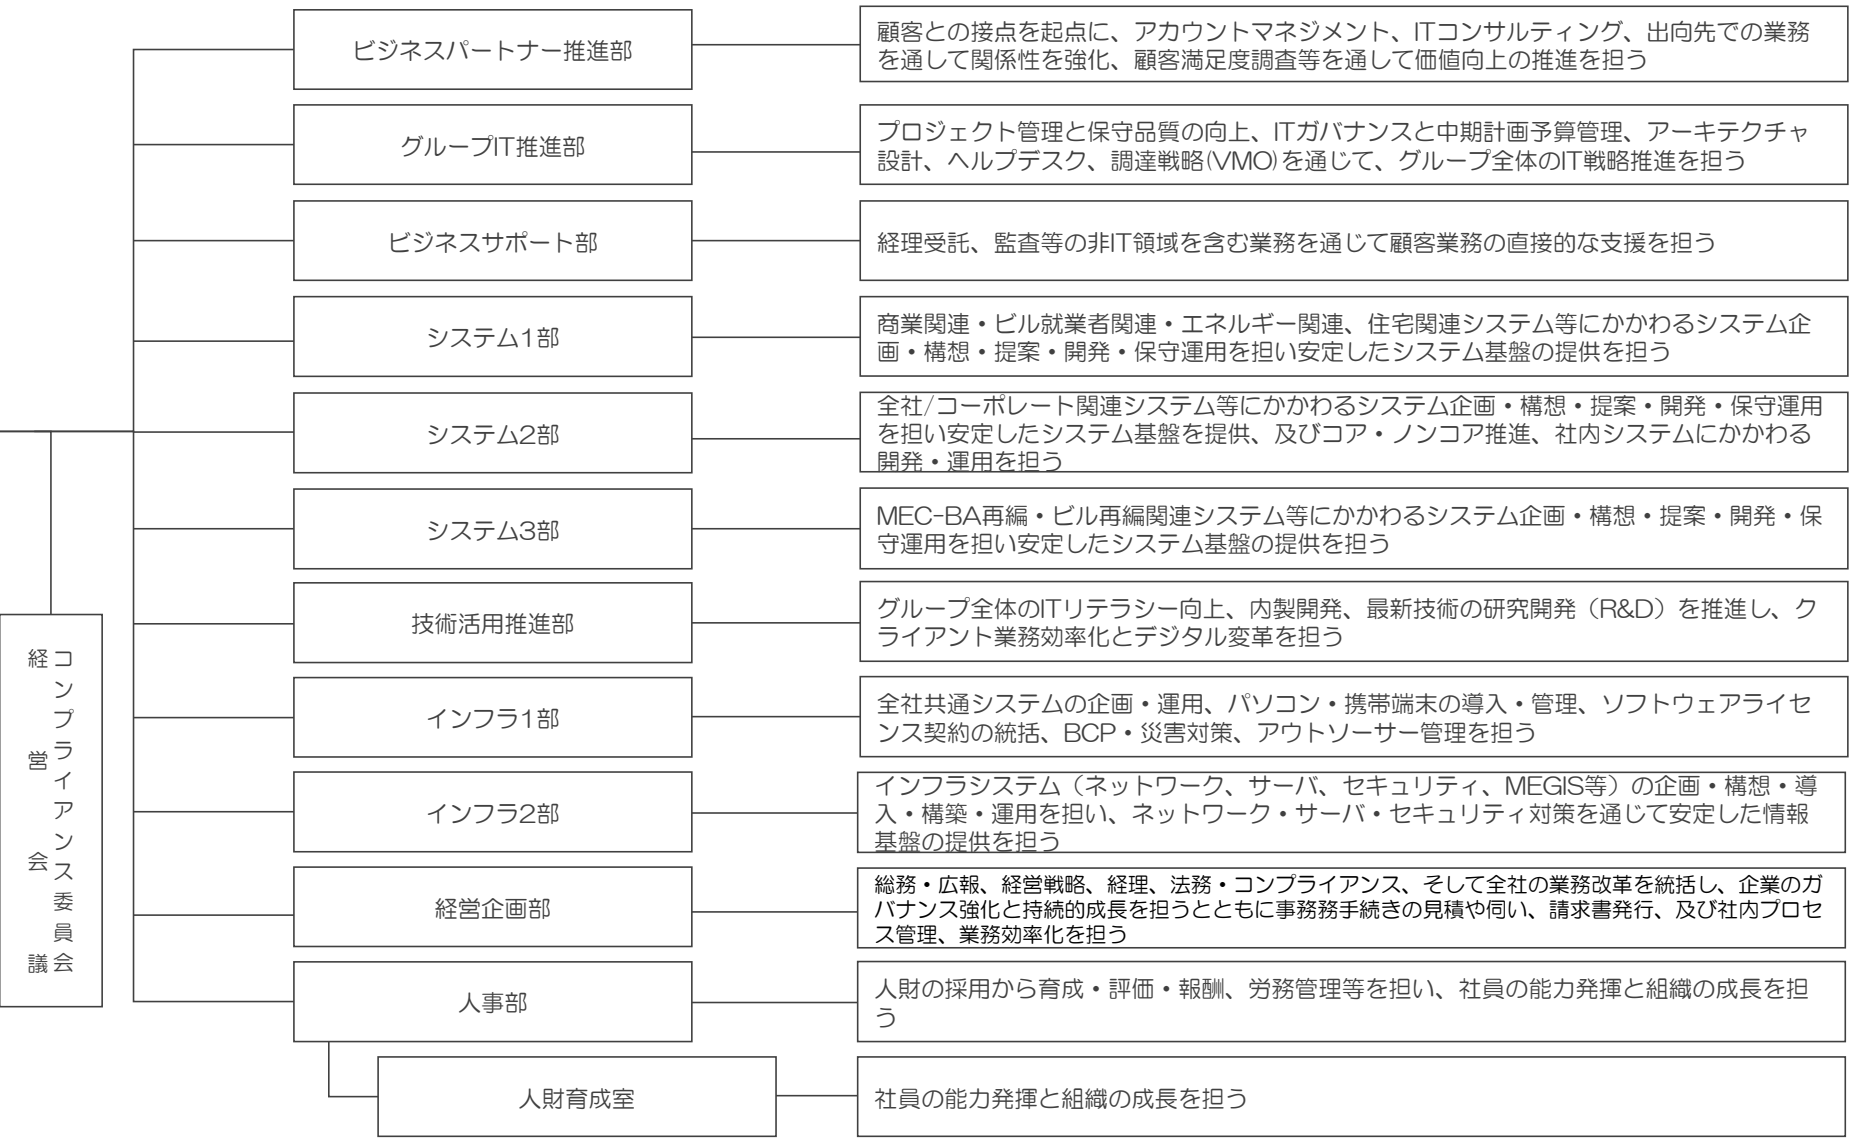 ビジネスパートナー推進部
顧客との接点を起点に、アカウントマネジメント、ITコンサルティング、出向先での業務
を通して関係性を強化、顧客満足度調査等を通して価値向上の推進を担う
グループIT推進部
プロジェクト管理と保守品質の向上、ITガバナンスと中期計画予算管理、アーキテクチャ
設計、ヘルプデスク、調達戦略(VMO)を通じて、グループ全体のIT戦略推進を担う
ビジネスサポート部
経理受託、監査等の非IT領域を含む業務を通じて顧客業務の直接的な支援を担う
システム1部
商業関連・ビル就業者関連・エネルギー関連、住宅関連システム等にかかわるシステム企
画・構想・提案・開発・保守運用を担い安定したシステム基盤の提供を担う
システム2部
全社/コーポレート関連システム等にかかわるシステム企画・構想・提案・開発・保守運用
を担い安定したシステム基盤を提供、及びコア・ノンコア推進、社内システムにかかわる
開発・運用を担う
システム3部
MEC-BA再編・ビル再編関連システム等にかかわるシステム企画・構想・提案・開発・保
守運用を担い安定したシステム基盤の提供を担う
技術活用推進部
グループ全体のITリテラシー向上、内製開発、最新技術の研究開発（R&D）を推進し、ク
ライアント業務効率化とデジタル変革を担う
コンプライアンス委員会
経営会議
インフラ1部
全社共通システムの企画・運用、パソコン・携帯端末の導入・管理、ソフトウェアライセ
ンス契約の統括、BCP・災害対策、アウトソーサー管理を担う
インフラ2部
インフラシステム（ネットワーク、サーバ、セキュリティ、MEGIS等）の企画・構想・導
入・構築・運用を担い、ネットワーク・サーバ・セキュリティ対策を通じて安定した情報
基盤の提供を担う
経営企画部
総務・広報、経営戦略、経理、法務・コンプライアンス、そして全社の業務改革を統括し、企業のガ
バナンス強化と持続的成長を担うとともに事務務手続きの見積や伺い、請求書発行、及び社内プロセ
ス管理、業務効率化を担う
人事部
人財の採用から育成・評価・報酬、労務管理等を担い、社員の能力発揮と組織の成長を担
う
人財育成室
社員の能力発揮と組織の成長を担う